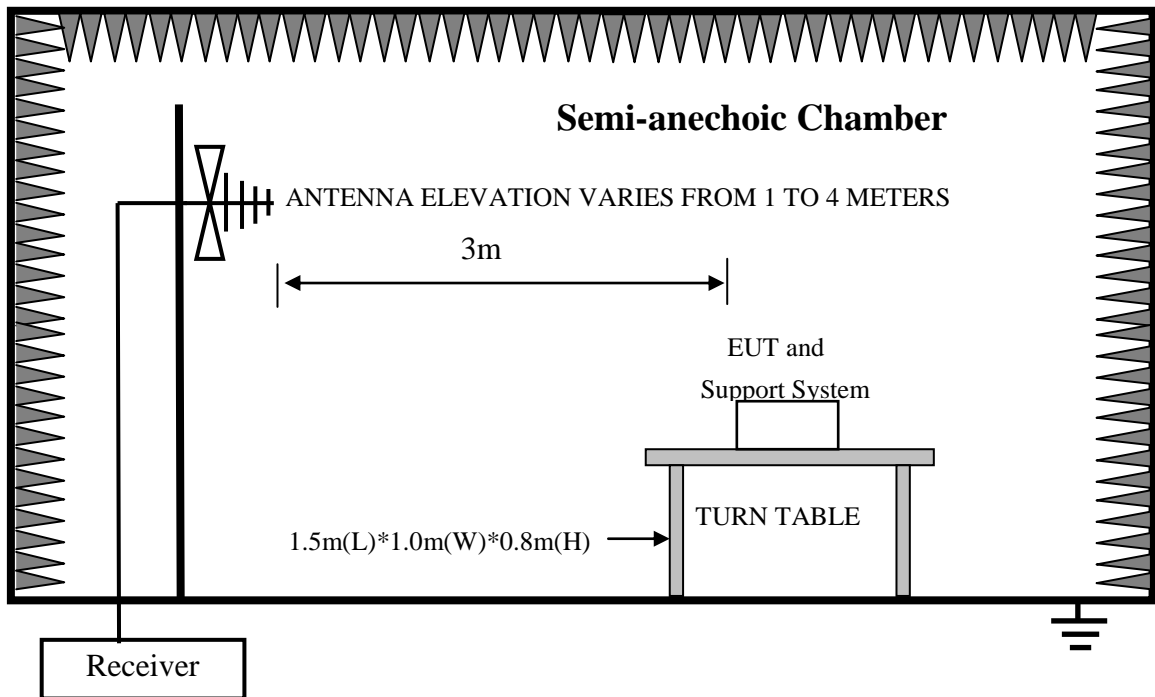 Semi-anechoic Chamber
ANTENNA ELEVATION VARIES FROM 1 TO 4 METERS
3m
EUT and
Support System
TURN TABLE
1.5m(L)*1.0m(W)*0.8m(H)
Receiver